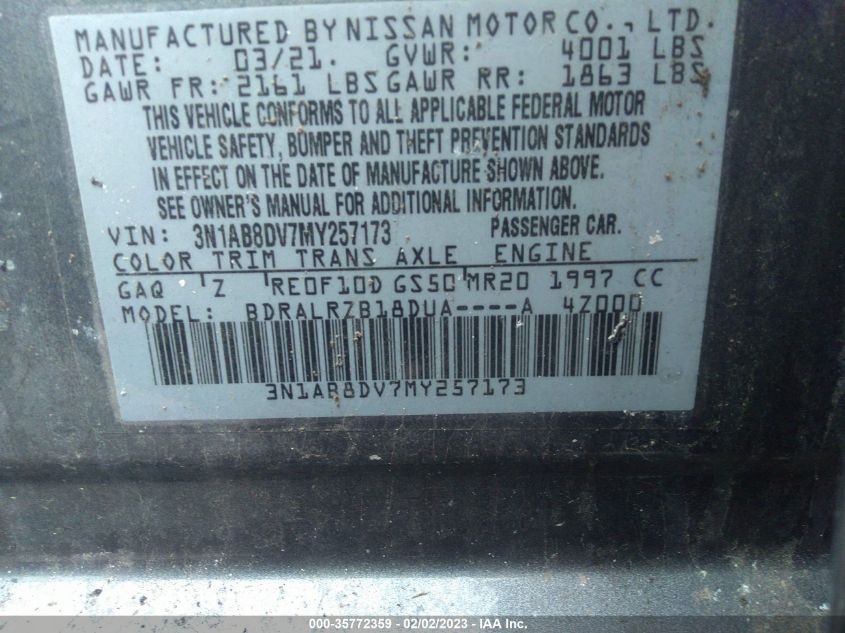 MANUFACTURED BY NISSAN MOTOR CO., LTD.
DATE: 03/21. GVWR: 4001 LBS
GAWR FR: 2161 LBS GAWR RR: 1863 LBS
THIS VEHICLE CONFORMS TO ALL APPLICABLE FEDERAL MOTOR
VEHICLE SAFETY, BUMPER AND THEFT PREVENTION STANDARDS
IN EFFECT ON THE DATE OF MANUFACTURE SHOWN ABOVE.
SEE OWNER'S MANUAL FOR ADDITIONAL INFORMATION.
VIN: 3N1AB8DV7MY257173 PASSENGER CAR.
COLOR TRIM TRANS AXLE ENGINE
GAQ Z RE0F10D GS50 MR20 1997 CC
MODEL: BDRALRZB18DUA----A 4Z000
3N1AB8DV7MY257173
000-35772359 - 02/02/2023 - Copart, Inc.